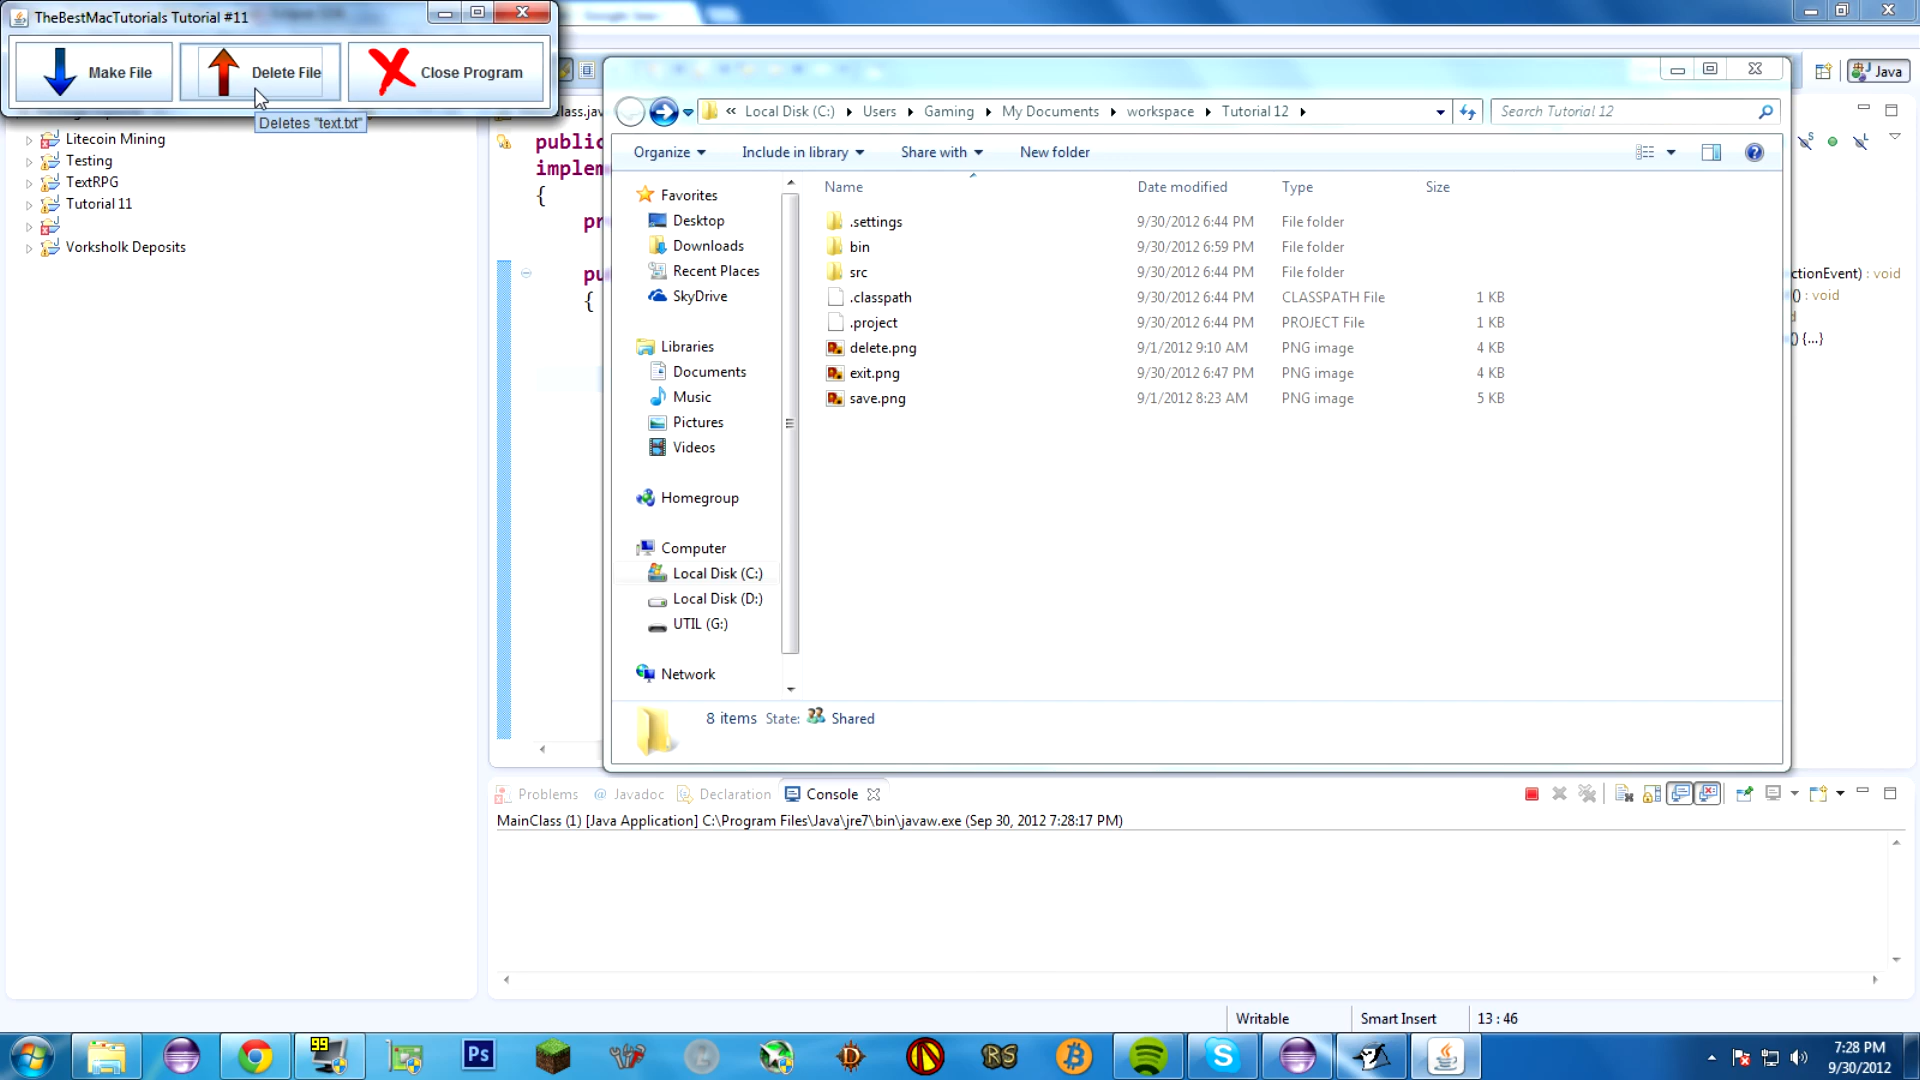 TheBestMacTutorials Tutorial #11
Make File
Delete File
Close Program
Deletes "text.txt"
Java
Litecoin Mining
Testing
TextRPG
Tutorial 11
Vorksholk Deposits
class.jav
public
implem
{
pr
pu
{
« Local Disk (C:) Users Gaming My Documents workspace Tutorial 12
Search Tutorial 12
Organize Include in library Share with New folder
Name Date modified Type Size
Favorites
Desktop
Downloads
Recent Places
SkyDrive
Libraries
Documents
Music
Pictures
Videos
Homegroup
Computer
Local Disk (C:)
Local Disk (D:)
UTIL (G:)
Network
.settings 9/30/2012 6:44 PM File folder
bin 9/30/2012 6:59 PM File folder
src 9/30/2012 6:44 PM File folder
.classpath 9/30/2012 6:44 PM CLASSPATH File 1 KB
.project 9/30/2012 6:44 PM PROJECT File 1 KB
delete.png 9/1/2012 9:10 AM PNG image 4 KB
exit.png 9/30/2012 6:47 PM PNG image 4 KB
save.png 9/1/2012 8:23 AM PNG image 5 KB
8 items State: Shared
ctionEvent) : void
() : void
d
() {...}
Problems @ Javadoc Declaration Console
MainClass (1) [Java Application] C:\Program Files\Java\jre7\bin\javaw.exe (Sep 30, 2012 7:28:17 PM)
Writable Smart Insert 13 : 46
99
Ps
RS
7:28 PM
9/30/2012